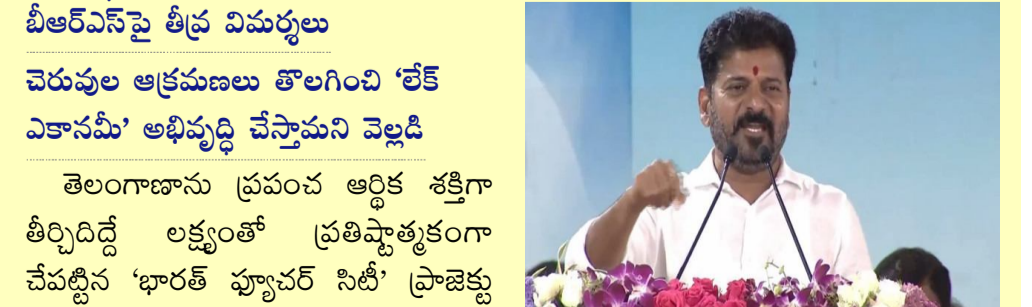 బీఆర్ఎస్‌పై తీవ్ర విమర్శలు
చెరువుల ఆక్రమణలు తొలగించి ‘లేక్
ఎకానమీ’ అభివృద్ధి చేస్తామని వెల్లడి
తెలంగాణాను ప్రపంచ ఆర్థిక శక్తిగా
తీర్చిదిద్దే లక్ష్యంతో ప్రతిష్టాత్మకంగా
చేపట్టిన ‘భారత్ ఫ్యూచర్ సిటీ’ ప్రాజెక్టు